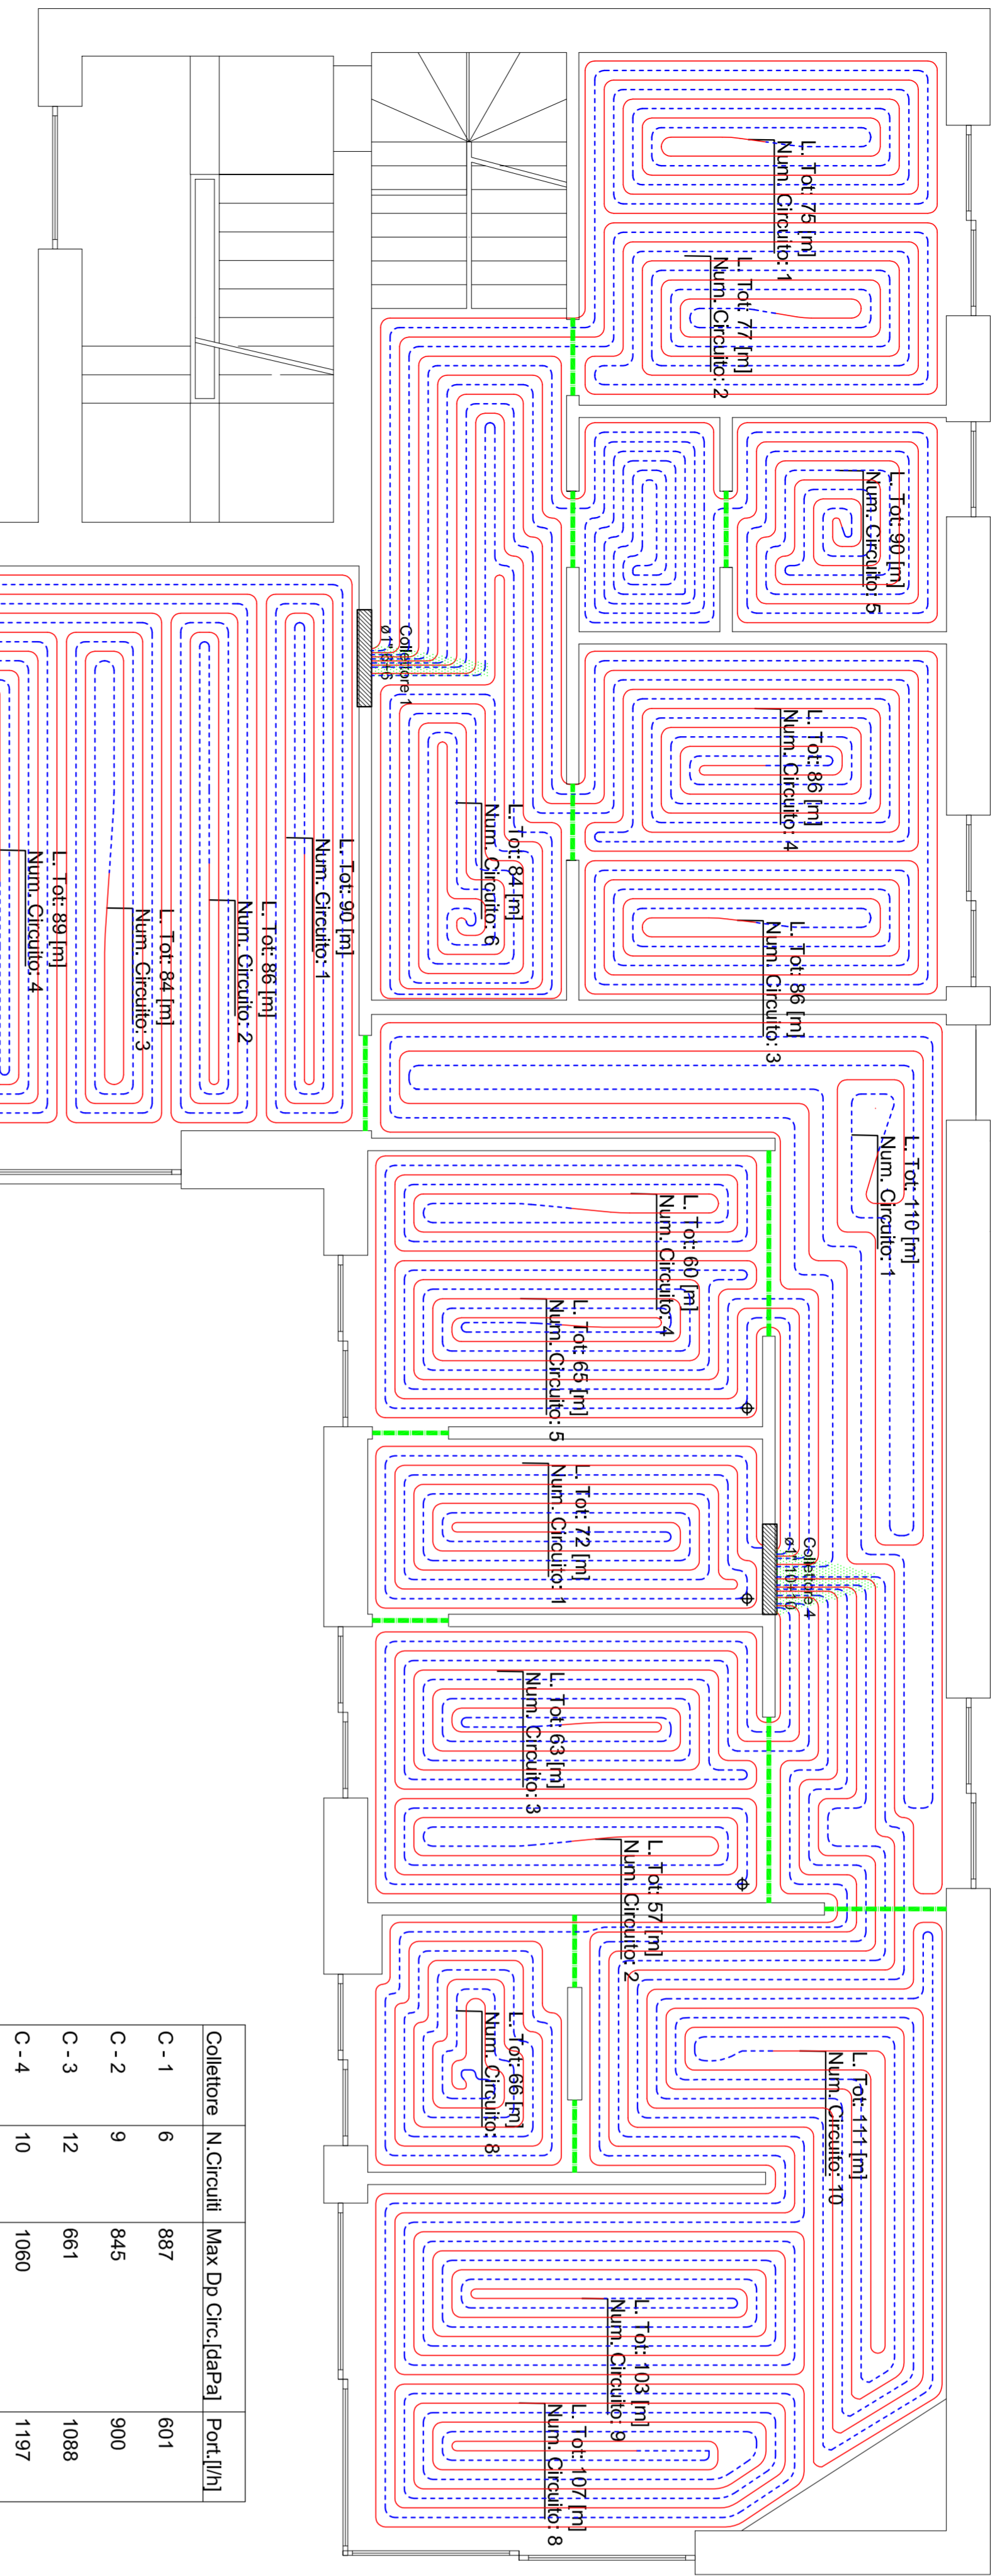 L. Tot: 75 [m]
Num. Circuito: 1
L. Tot: 77 [m]
Num. Circuito: 2
L. Tot: 90 [m]
Num. Circuito: 5
L. Tot: 86 [m]
Num. Circuito: 4
L. Tot: 86 [m]
Num. Circuito: 3
Collettore 1
ø1" 6+6
L. Tot: 84 [m]
Num. Circuito: 6
L. Tot: 90 [m]
Num. Circuito: 1
L. Tot: 86 [m]
Num. Circuito: 2
L. Tot: 84 [m]
Num. Circuito: 3
L. Tot: 89 [m]
Num. Circuito: 4
L. Tot: 110 [m]
Num. Circuito: 1
L. Tot: 60 [m]
Num. Circuito: 4
L. Tot: 65 [m]
Num. Circuito: 5
L. Tot: 72 [m]
Num. Circuito: 1
Collettore 4
ø1" 10+10
L. Tot: 63 [m]
Num. Circuito: 3
L. Tot: 57 [m]
Num. Circuito: 2
L. Tot: 66 [m]
Num. Circuito: 8
L. Tot: 111 [m]
Num. Circuito: 10
L. Tot: 103 [m]
Num. Circuito: 9
L. Tot: 107 [m]
Num. Circuito: 8
Collettore N.Circuiti Max Dp Circ.[daPa] Port.[l/h]
C - 1 6 887 601
C - 2 9 845 900
C - 3 12 661 1088
C - 4 10 1060 1197